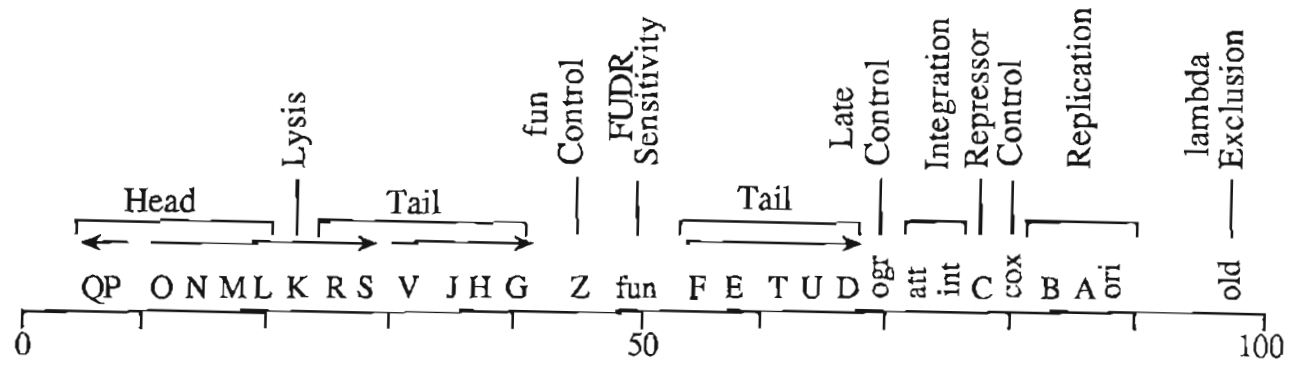 Head
Lysis
Tail
fun
Control
FUDR
Sensitivity
Tail
Late
Control
Integration
Repressor
Control
Replication
lambda
Exclusion
QP O N M L K R S V J H G Z fun F E T U D ogr att int C cox B A ori old
0 50 100